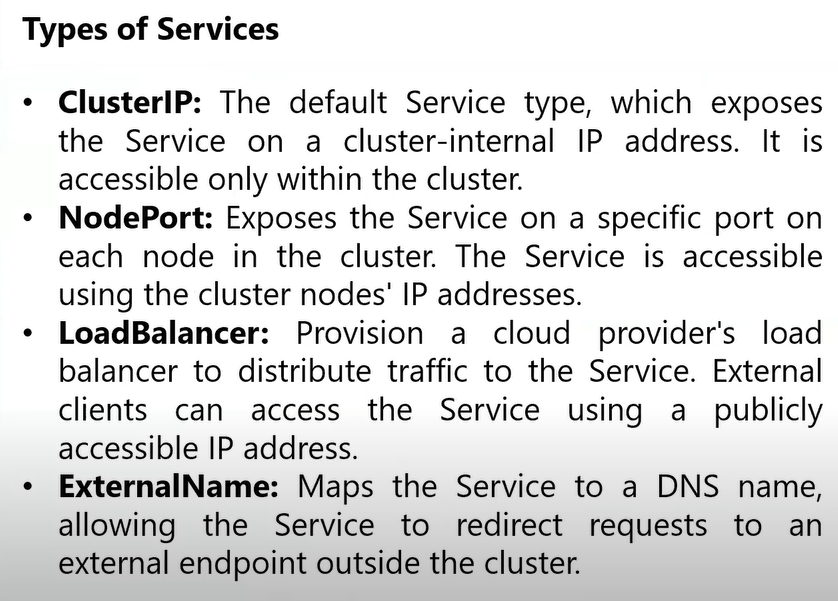 Types of Services
• ClusterIP: The default Service type, which exposes
the Service on a cluster-internal IP address. It is
accessible only within the cluster.
• NodePort: Exposes the Service on a specific port on
each node in the cluster. The Service is accessible
using the cluster nodes' IP addresses.
• LoadBalancer: Provision a cloud provider's load
balancer to distribute traffic to the Service. External
clients can access the Service using a publicly
accessible IP address.
• ExternalName: Maps the Service to a DNS name,
allowing the Service to redirect requests to an
external endpoint outside the cluster.